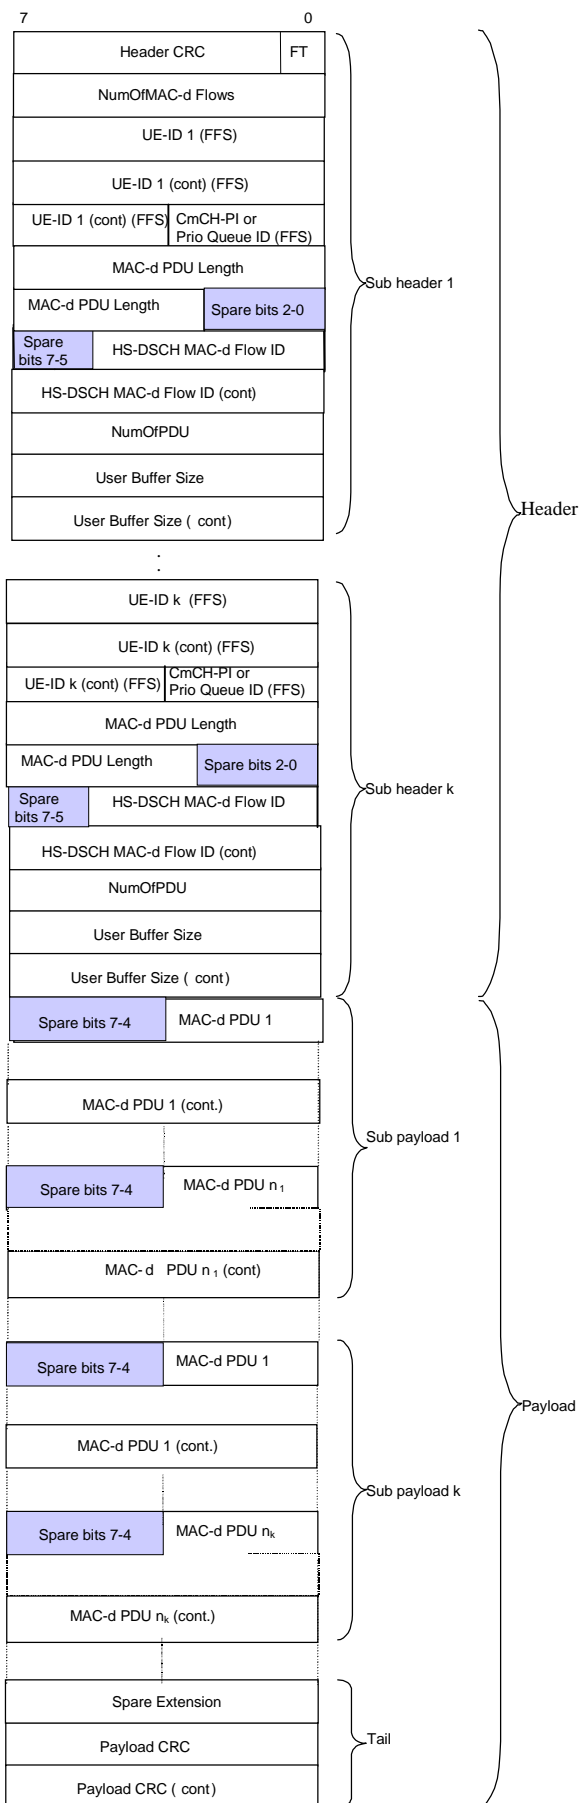 7 0
Header CRC FT
NumOfMAC-d Flows
UE-ID 1 (FFS)
UE-ID 1 (cont) (FFS)
UE-ID 1 (cont) (FFS) CmCH-PI or
Prio Queue ID (FFS)
MAC-d PDU Length
Sub header 1
MAC-d PDU Length Spare bits 2-0
Spare
bits 7-5 HS-DSCH MAC-d Flow ID
HS-DSCH MAC-d Flow ID (cont)
NumOfPDU
User Buffer Size
Header
User Buffer Size ( cont)
:
UE-ID k (FFS)
UE-ID k (cont) (FFS)
UE-ID k (cont) (FFS) CmCH-PI or
Prio Queue ID (FFS)
MAC-d PDU Length
MAC-d PDU Length Spare bits 2-0
Sub header k
Spare
bits 7-5 HS-DSCH MAC-d Flow ID
HS-DSCH MAC-d Flow ID (cont)
NumOfPDU
User Buffer Size
User Buffer Size ( cont)
Spare bits 7-4 MAC-d PDU 1
MAC-d PDU 1 (cont.)
Sub payload 1
Spare bits 7-4 MAC-d PDU n1
MAC- d PDU n 1 (cont)
Spare bits 7-4 MAC-d PDU 1
Payload
MAC-d PDU 1 (cont.)
Sub payload k
Spare bits 7-4 MAC-d PDU nk
MAC-d PDU nk (cont.)
Spare Extension
Tail
Payload CRC
Payload CRC ( cont)